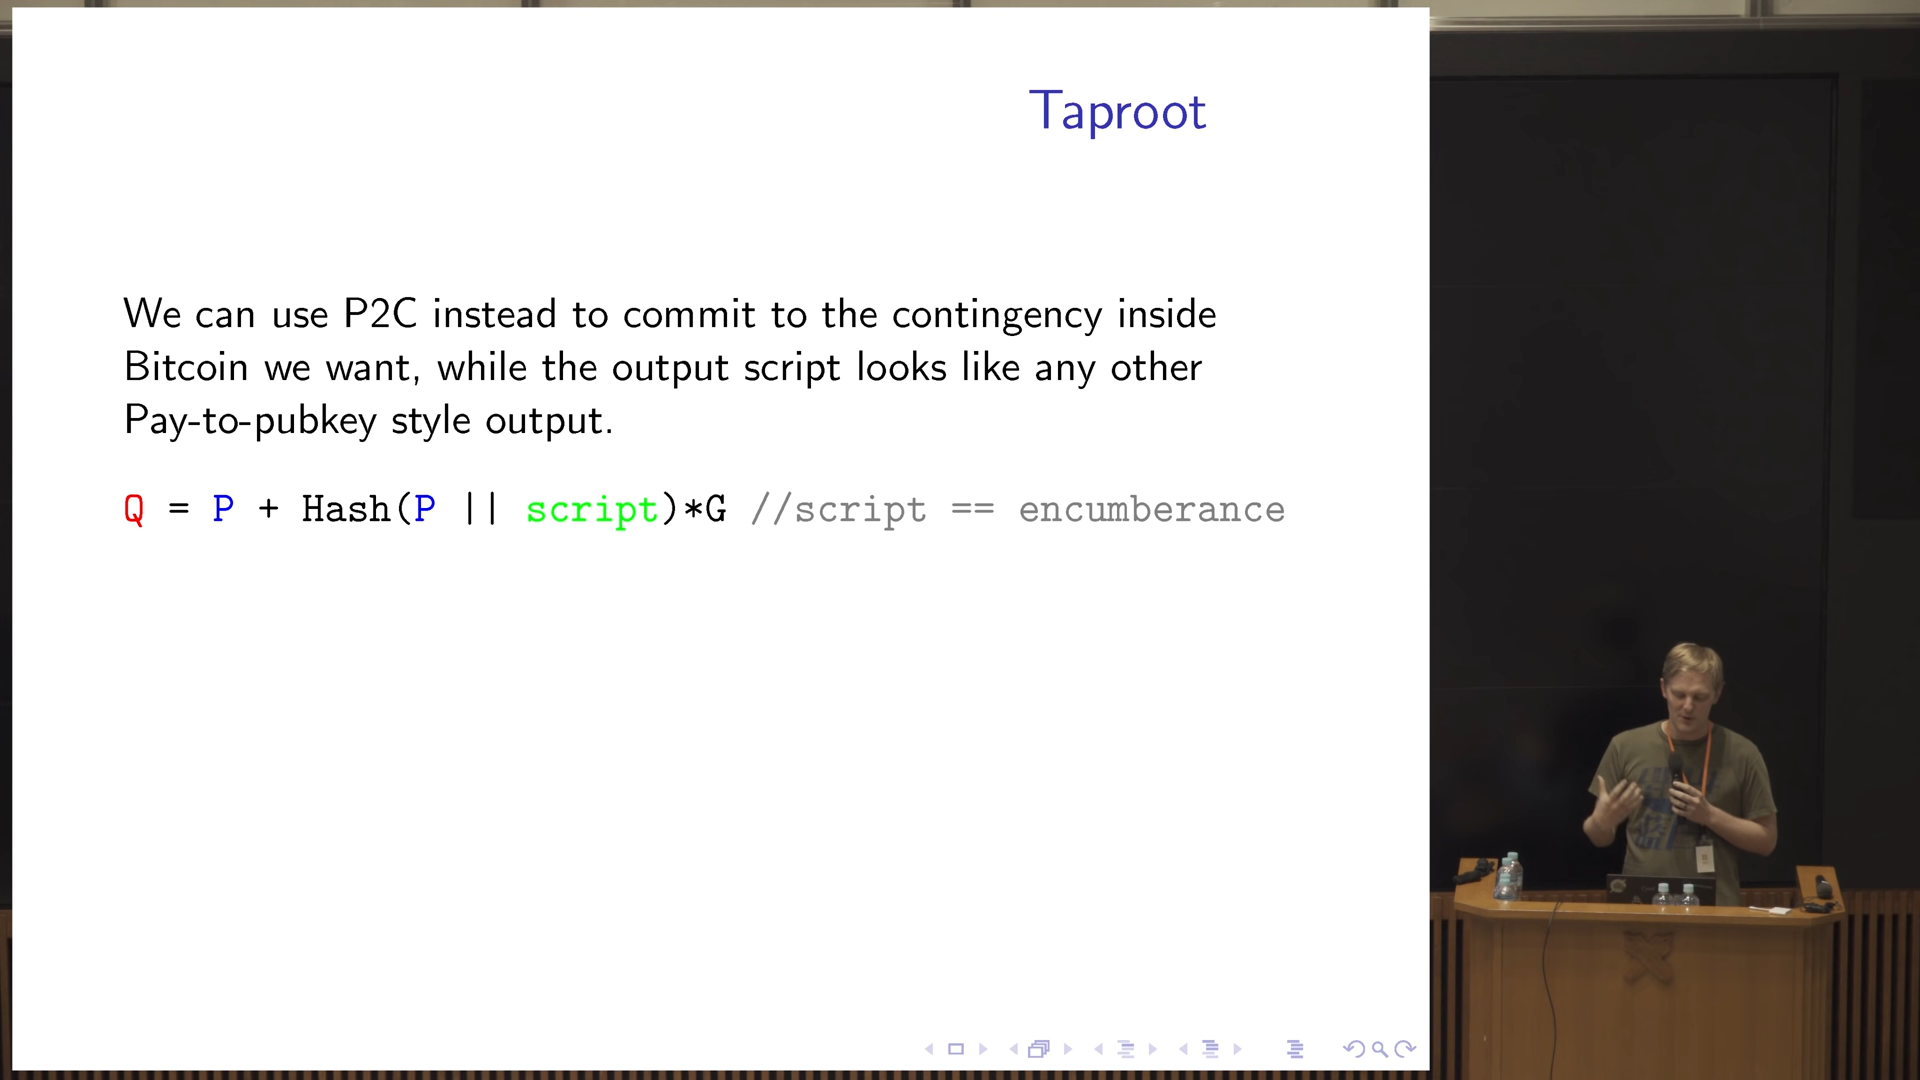 Taproot
We can use P2C instead to commit to the contingency inside
Bitcoin we want, while the output script looks like any other
Pay-to-pubkey style output.
Q = P + Hash(P || script)*G //script == encumberance